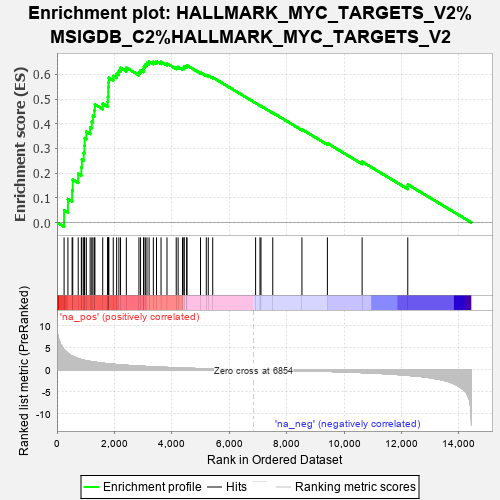 Enrichment plot: HALLMARK_MYC_TARGETS_V2%
MSIGDB_C2%HALLMARK_MYC_TARGETS_V2
Enrichment score (ES)
0.6
0.5
0.4
0.3
0.2
0.1
0.0
'na_pos' (positively correlated)
Ranked list metric (PreRanked)
10
5
0
-5
-10
Zero cross at 6854
'na_neg' (negatively correlated)
0 2,000 4,000 6,000 8,000 10,000 12,000 14,000
Rank in Ordered Dataset
Enrichment profile Hits Ranking metric scores